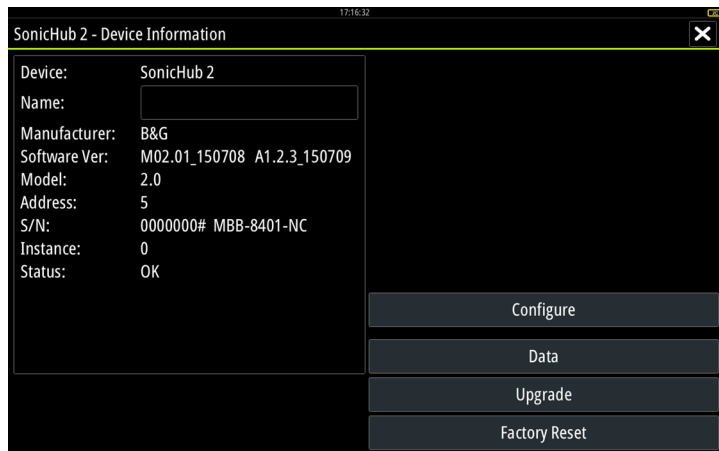 17:16:32
SonicHub 2 - Device Information
Device: SonicHub 2
Name:
Manufacturer: B&G
Software Ver: M02.01_150708 A1.2.3_150709
Model: 2.0
Address: 5
S/N: 0000000# MBB-8401-NC
Instance: 0
Status: OK
Configure
Data
Upgrade
Factory Reset